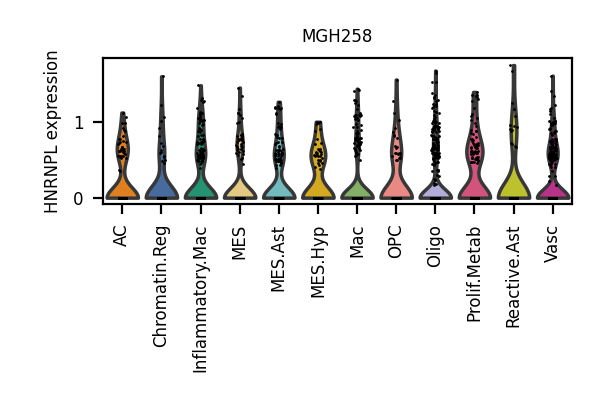 MGH258
HNRNPL expression
1
0
AC
Chromatin.Reg
Inflammatory.Mac
MES
MES.Ast
MES.Hyp
Mac
OPC
Oligo
Prolif.Metab
Reactive.Ast
Vasc